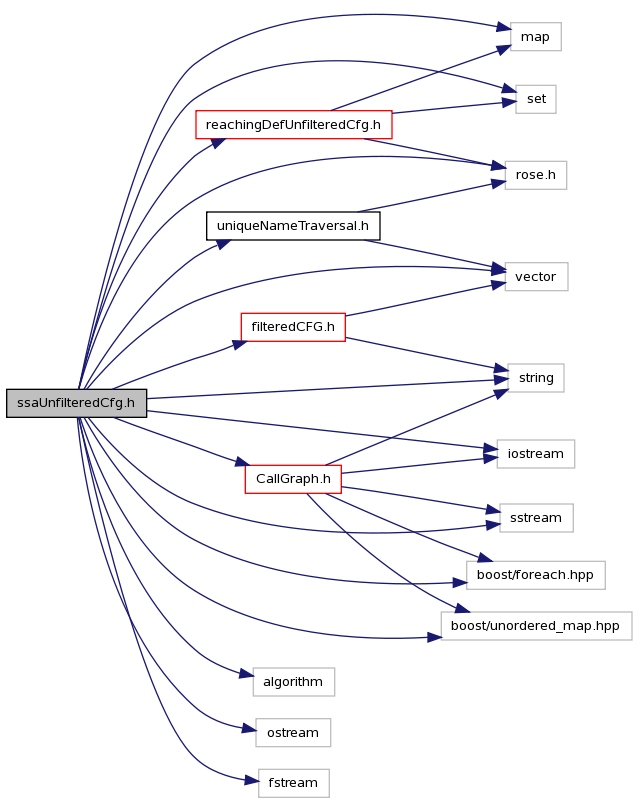 map
set
reachingDefUnfilteredCfg.h
rose.h
uniqueNameTraversal.h
vector
filteredCFG.h
string
ssaUnfilteredCfg.h
iostream
CallGraph.h
sstream
boost/foreach.hpp
boost/unordered_map.hpp
algorithm
ostream
fstream